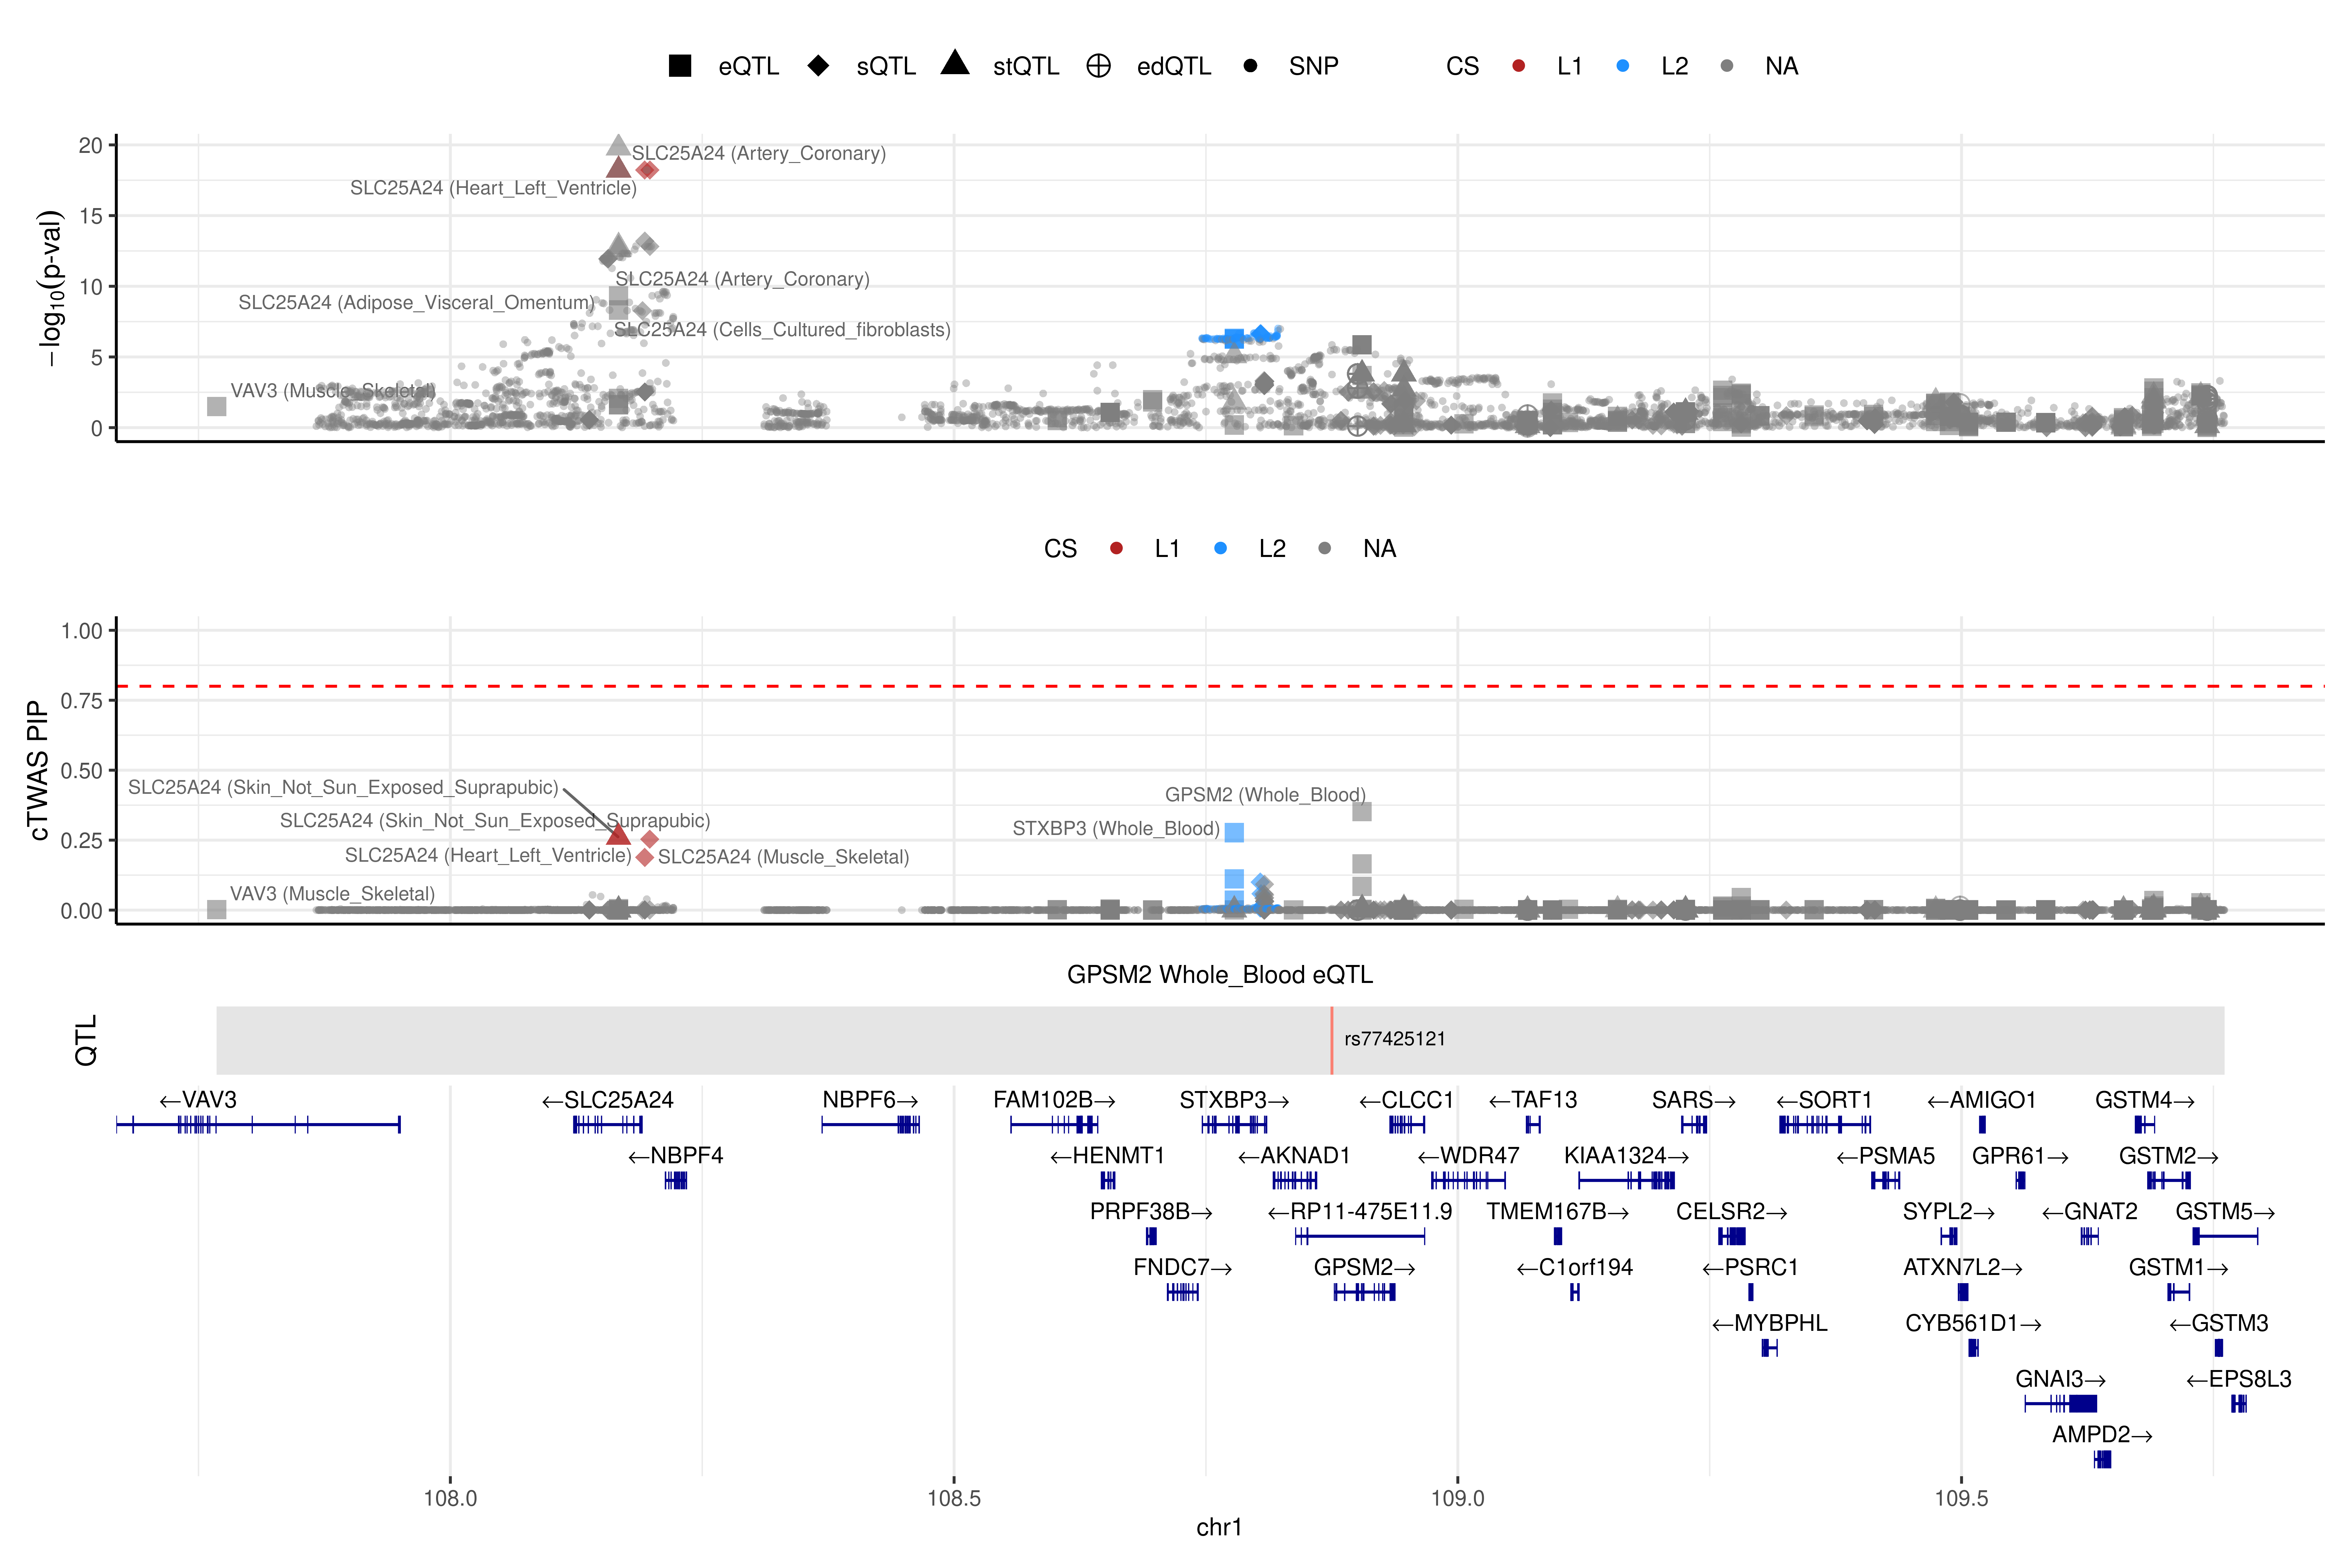 eQTL sQTL stQTL edQTL SNP CS L1 L2 NA
−log10(p-val)
20
15
10
5
0
SLC25A24 (Artery_Coronary)
SLC25A24 (Heart_Left_Ventricle)
SLC25A24 (Artery_Coronary)
SLC25A24 (Adipose_Visceral_Omentum)
SLC25A24 (Cells_Cultured_fibroblasts)
VAV3 (Muscle_Skeletal)
CS L1 L2 NA
cTWAS PIP
1.00
0.75
0.50
0.25
0.00
SLC25A24 (Skin_Not_Sun_Exposed_Suprapubic)
GPSM2 (Whole_Blood)
SLC25A24 (Skin_Not_Sun_Exposed_Suprapubic)
STXBP3 (Whole_Blood)
SLC25A24 (Heart_Left_Ventricle)
SLC25A24 (Muscle_Skeletal)
VAV3 (Muscle_Skeletal)
GPSM2 Whole_Blood eQTL
QTL
rs77425121
←VAV3 ←SLC25A24 NBPF6→ FAM102B→ STXBP3→ ←CLCC1 ←TAF13 SARS→ ←SORT1 ←AMIGO1 GSTM4→
←NBPF4 ←HENMT1 ←AKNAD1 ←WDR47 KIAA1324→ ←PSMA5 GPR61→ GSTM2→
PRPF38B→ ←RP11-475E11.9 TMEM167B→ CELSR2→ SYPL2→ ←GNAT2 GSTM5→
FNDC7→ GPSM2→ ←C1orf194 ←PSRC1 ATXN7L2→ GSTM1→
←MYBPHL CYB561D1→ ←GSTM3
GNAI3→ ←EPS8L3
AMPD2→
108.0 108.5 109.0 109.5
chr1